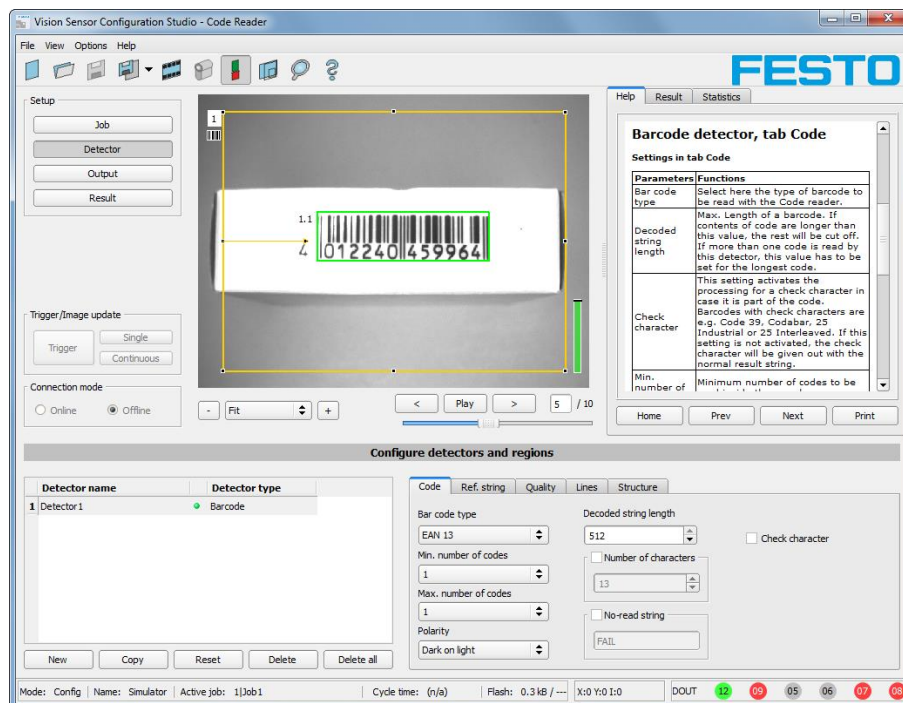 Vision Sensor Configuration Studio - Code Reader
File View Options Help
FESTO
Setup
Job
Detector
Output
Result
1
1.1
4 012240 459964
Trigger/Image update
Trigger
Single
Continuous
Connection mode
Online Offline
- Fit +
< Play > 5 / 10
Help Result Statistics
Barcode detector, tab Code
Settings in tab Code
Parameters Functions
Bar code type
Select here the type of barcode to
be read with the Code reader.
Decoded string length
Max. Length of a barcode. If
contents of code are longer than
this value, the rest will be cut off.
If more than one code is read by
this detector, this value has to be
set for the longest code.
Check character
This setting activates the
processing for a check character in
case it is part of the code.
Barcodes with check characters are
e.g. Code 39, Codabar, 25
Industrial or 25 Interleaved. If this
setting is not activated, the check
character will be given out with the
normal result string.
Min. number of
Minimum number of codes to be
Home Prev Next Print
Configure detectors and regions
Detector name Detector type
1 Detector1 Barcode
New Copy Reset Delete Delete all
Code Ref. string Quality Lines Structure
Bar code type
EAN 13
Min. number of codes
1
Max. number of codes
1
Polarity
Dark on light
Decoded string length
512
Number of characters
13
No-read string
FAIL
Check character
Mode: Config Name: Simulator Active job: 1|Job1 Cycle time: (n/a) Flash: 0.3 kB / --- X:0 Y:0 I:0 DOUT 12 09 05 06 07 08